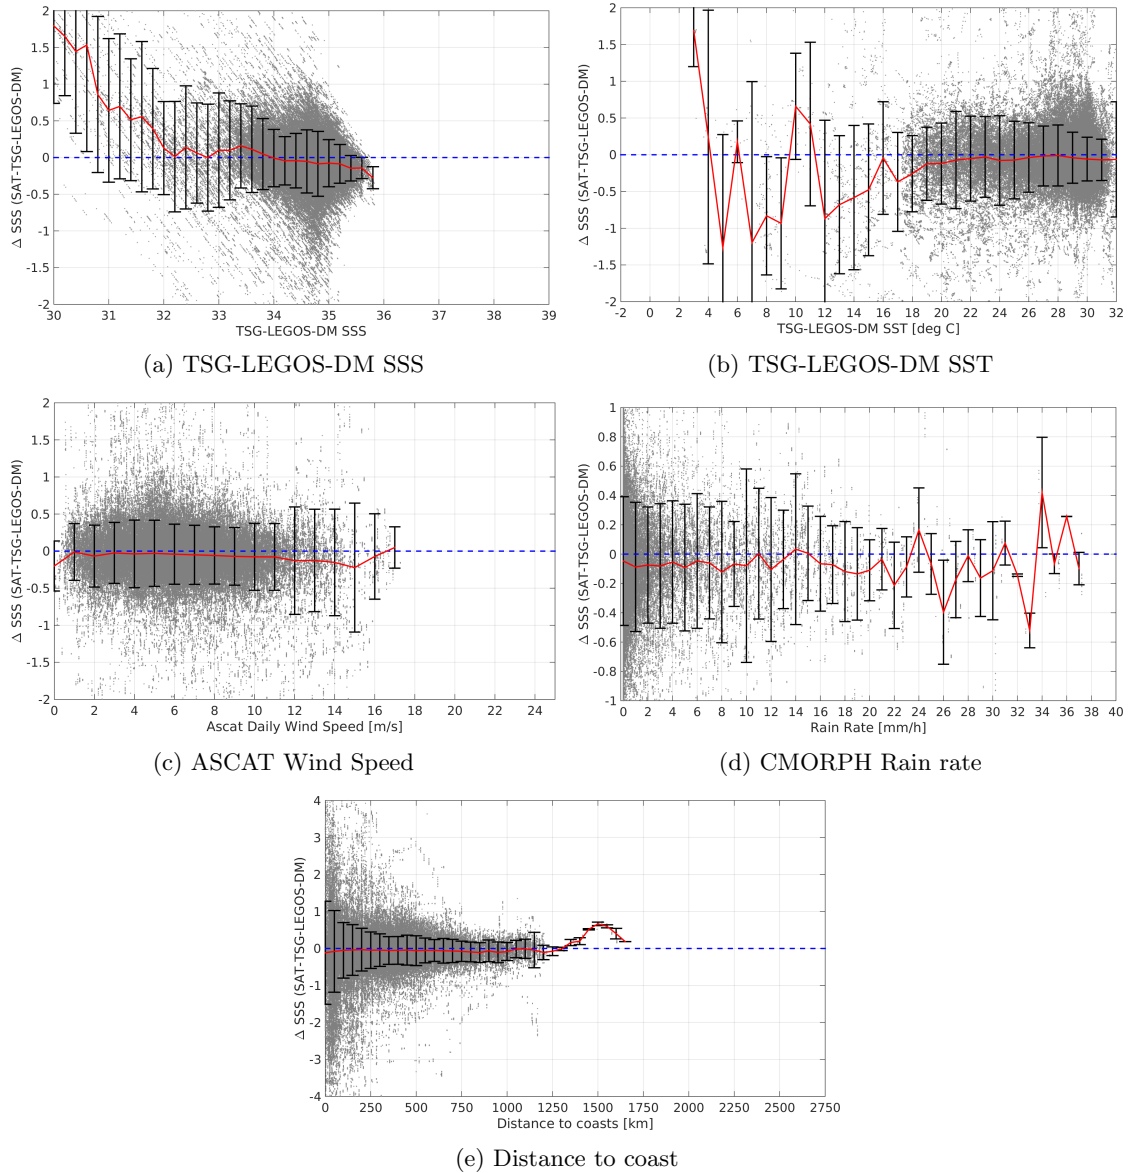 2
1.5
1
0.5
0
-0.5
-1
-1.5
-2
Δ SSS (SAT-TSG-LEGOS-DM)
30 31 32 33 34 35 36 37 38 39
TSG-LEGOS-DM SSS
(a) TSG-LEGOS-DM SSS
2
1.5
1
0.5
0
-0.5
-1
-1.5
-2
Δ SSS (SAT-TSG-LEGOS-DM)
-2 0 2 4 6 8 10 12 14 16 18 20 22 24 26 28 30 32
TSG-LEGOS-DM SST [deg C]
(b) TSG-LEGOS-DM SST
2
1.5
1
0.5
0
-0.5
-1
-1.5
-2
Δ SSS (SAT-TSG-LEGOS-DM)
0 2 4 6 8 10 12 14 16 18 20 22 24
Ascat Daily Wind Speed [m/s]
(c) ASCAT Wind Speed
1
0.8
0.6
0.4
0.2
0
-0.2
-0.4
-0.6
-0.8
-1
Δ SSS (SAT-TSG-LEGOS-DM)
0 2 4 6 8 10 12 14 16 18 20 22 24 26 28 30 32 34 36 38 40
Rain Rate [mm/h]
(d) CMORPH Rain rate
4
3
2
1
0
-1
-2
-3
-4
Δ SSS (SAT-TSG-LEGOS-DM)
0 250 500 750 1000 1250 1500 1750 2000 2250 2500 2750
Distance to coasts [km]
(e) Distance to coast